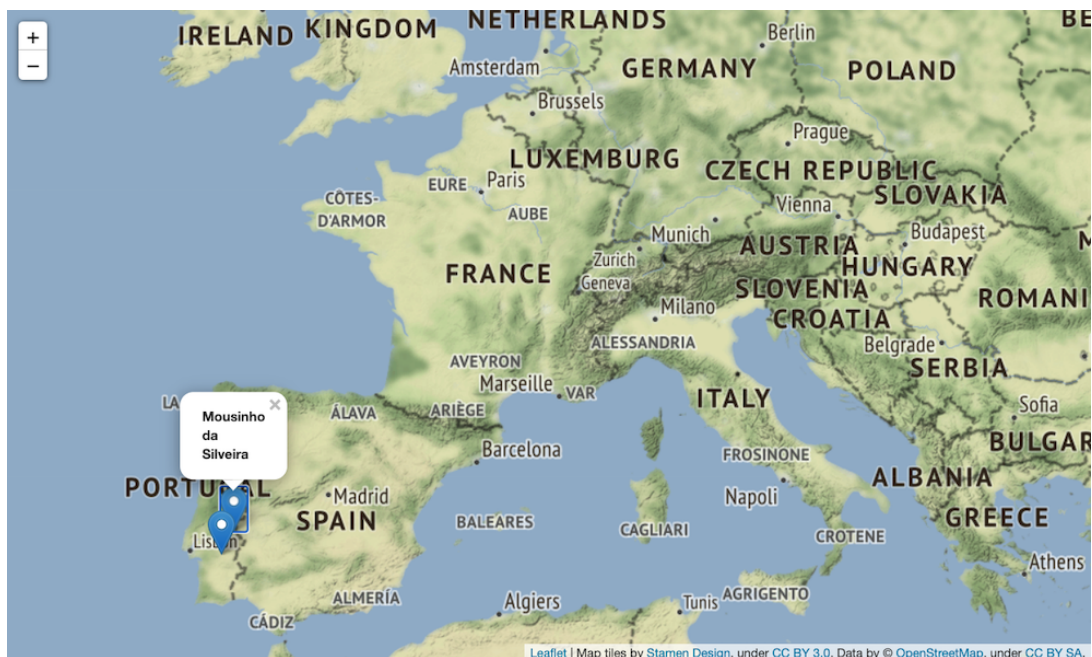 +
−
IRELAND
KINGDOM
NETHERLANDS
Berlin
Amsterdam
GERMANY
POLAND
Brussels
Prague
LUXEMBURG
CZECH REPUBLIC
SLOVAKIA
EURE
Paris
CÔTES-
D'ARMOR
AUBE
Vienna
Munich
Budapest
AUSTRIA
Zurich
HUNGARY
FRANCE
Geneva
SLOVENIA
ROMANI
Milano
CROATIA
ALESSANDRIA
Belgrade
AVEYRON
SERBIA
Marseille
VAR
ITALY
LA
×
ÁLAVA
ARIÈGE
Sofia
Mousinho
da
Silveira
BULGAR
Barcelona
FROSINONE
ALBANIA
PORTUGAL
Madrid
Napoli
SPAIN
BALEARES
CAGLIARI
GREECE
CROTENE
Lisbon
Athens
ALMERÍA
Algiers
Tunis
AGRIGENTO
CÁDIZ
Leaflet | Map tiles by Stamen Design, under CC BY 3.0. Data by © OpenStreetMap, under CC BY SA.